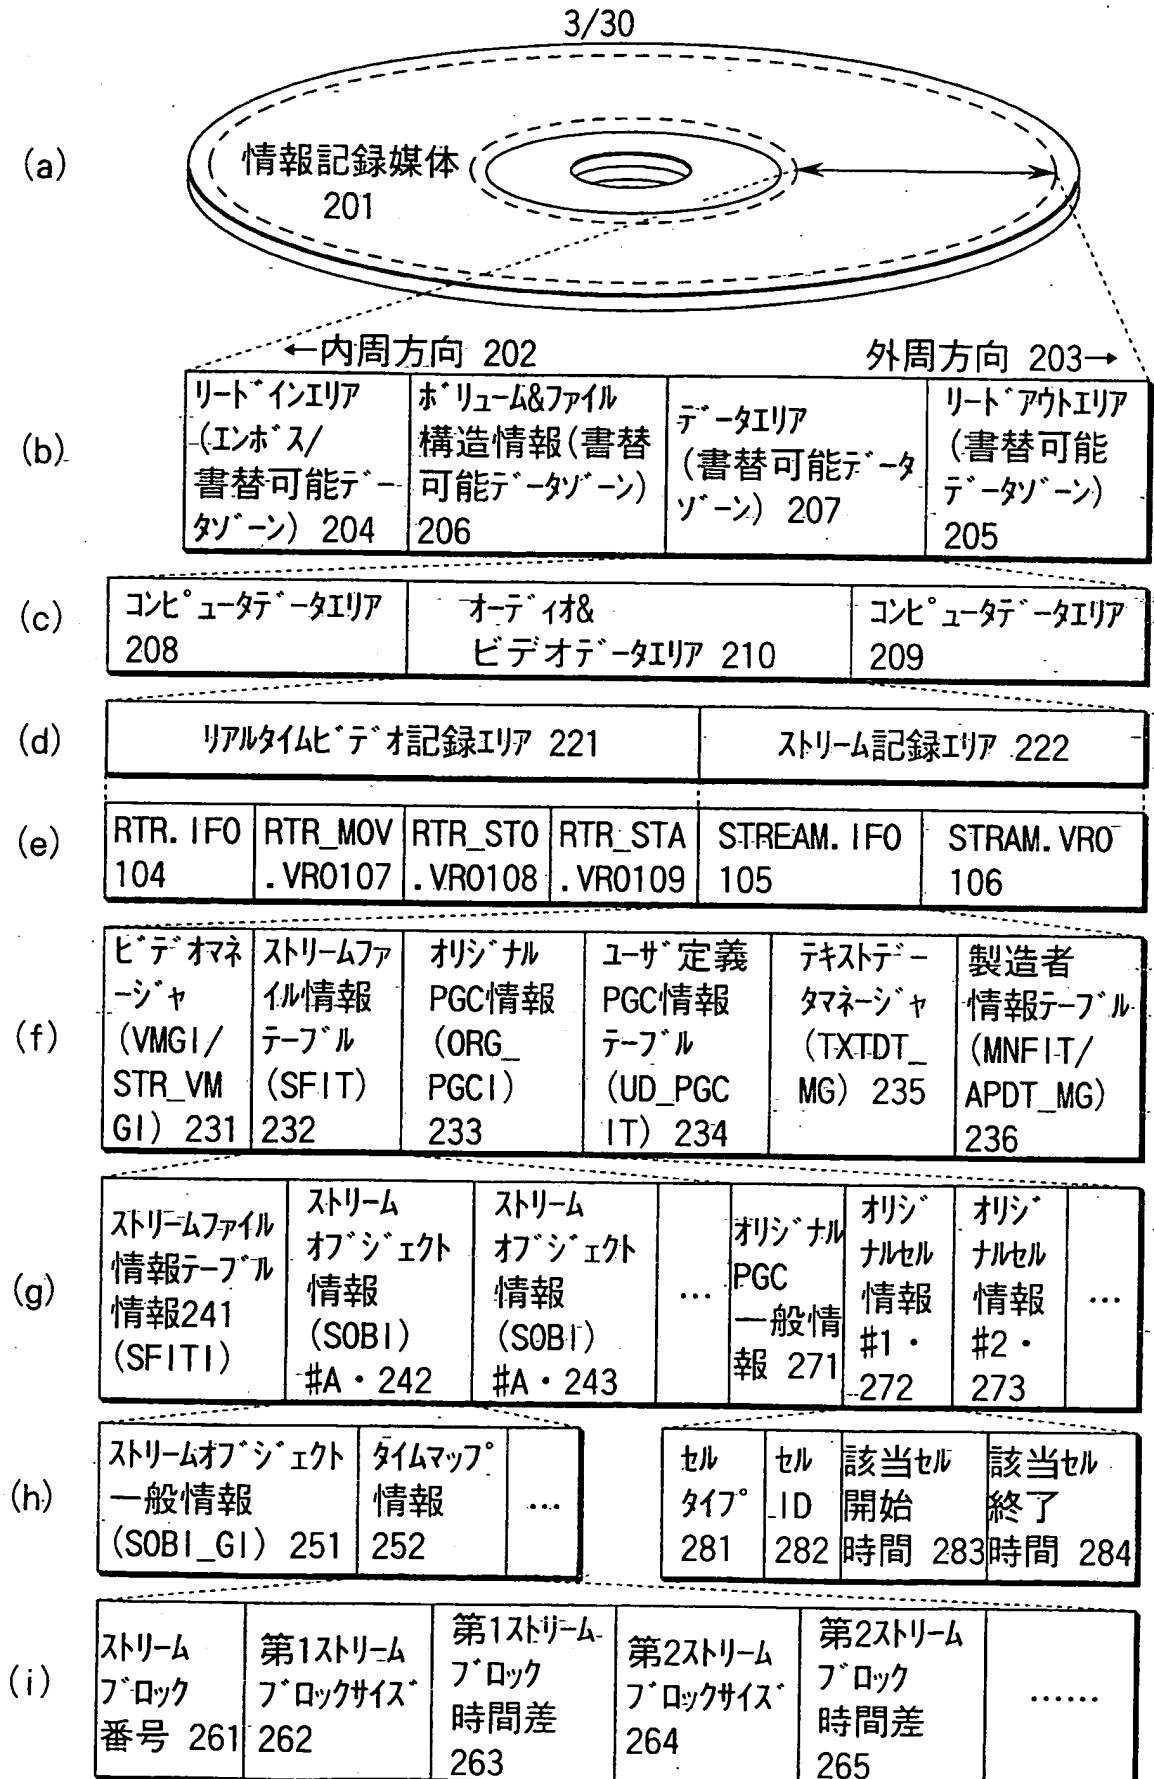 3/30
(a)
情報記録媒体
201
←内周方向 202
外周方向 203→
(b)
リードインエリア
(エンボス/
書替可能デー
タゾーン) 204
ボリューム&ファイル
構造情報(書替
可能データゾーン)
206
データエリア
(書替可能データ
ゾーン) 207
リードアウトエリア
(書替可能
データゾーン)
205
(c)
コンピュータデータエリア
208
オーディオ&
ビデオデータエリア 210
コンピュータデータエリア
209
(d)
リアルタイムビデオ記録エリア 221
ストリーム記録エリア 222
(e)
RTR.IFO
104
RTR_MOV
.VRO107
RTR_STO
.VRO108
RTR_STA
.VRO109
STREAM.IFO
105
STRAM.VRO
106
(f)
ビデオマネ
ージャ
(VMGI/
STR_VM
GI) 231
ストリームファ
イル情報
テーブル
(SFIT)
232
オリジナル
PGC情報
(ORG_
PGCI)
233
ユーザ定義
PGC情報
テーブル
(UD_PGC
IT) 234
テキストデー
タマネージャ
(TXTDT_
MG) 235
製造者
情報テーブル
(MNFIT/
APDT_MG)
236
(g)
ストリームファイル
情報テーブル
情報241
(SFITI)
ストリーム
オブジェクト
情報
(SOBI)
#A・242
ストリーム
オブジェクト
情報
(SOBI)
#A・243
…
オリジナル
PGC
一般情
報 271
オリジ
ナルセル
情報
#1・
272
オリジ
ナルセル
情報
#2・
273
…
(h)
ストリームオブジェクト
一般情報
(SOBI_GI) 251
タイムマップ
情報
252
…
セル
タイプ
281
セル
ID
282
該当セル
開始
時間 283
該当セル
終了
時間 284
(i)
ストリーム
ブロック
番号 261
第1ストリーム
ブロックサイズ
262
第1ストリーム
ブロック
時間差
263
第2ストリーム
ブロックサイズ
264
第2ストリーム
ブロック
時間差
265
……